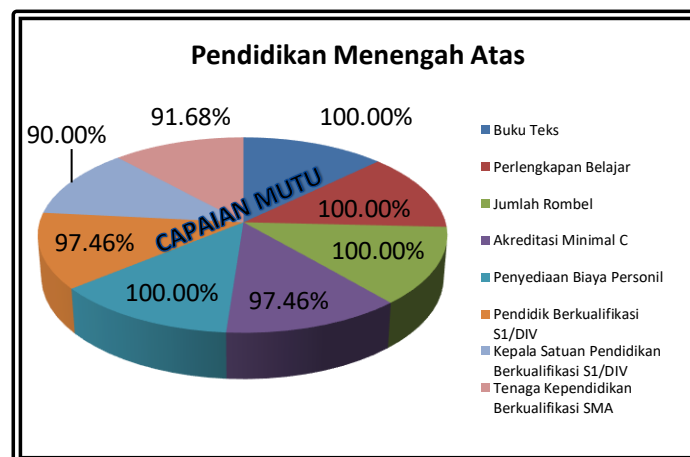 Pendidikan Menengah Atas
91.68%
100.00%
90.00%
CAPAIAN MUTU
100.00%
97.46%
100.00%
100.00%
97.46%
Buku Teks
Perlengkapan Belajar
Jumlah Rombel
Akreditasi Minimal C
Penyediaan Biaya Personil
Pendidik Berkualifikasi
S1/DIV
Kepala Satuan Pendidikan
Berkualifikasi S1/DIV
Tenaga Kependidikan
Berkualifikasi SMA